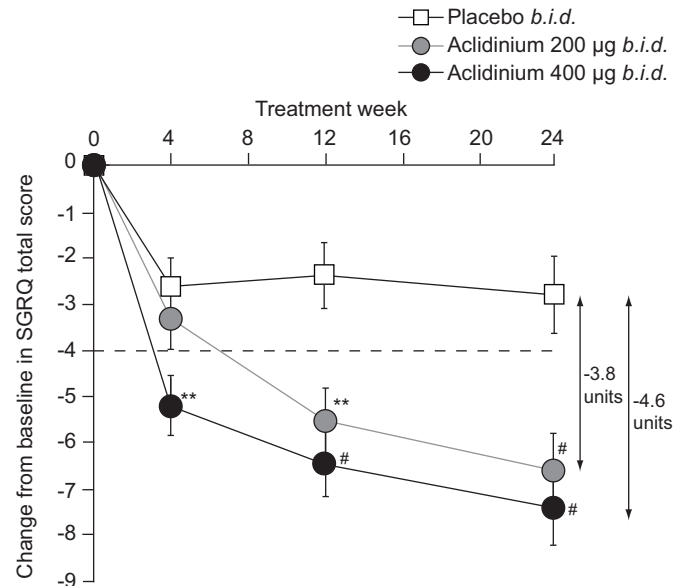 Placebo b.i.d.
Aclidinium 200 µg b.i.d.
Aclidinium 400 µg b.i.d.
Treatment week
0 4 8 12 16 20 24
Change from baseline in SGRQ total score
0
-1
-2
-3
-4
-5
-6
-7
-8
-9
**
**
#
#
#
-3.8
units
-4.6
units